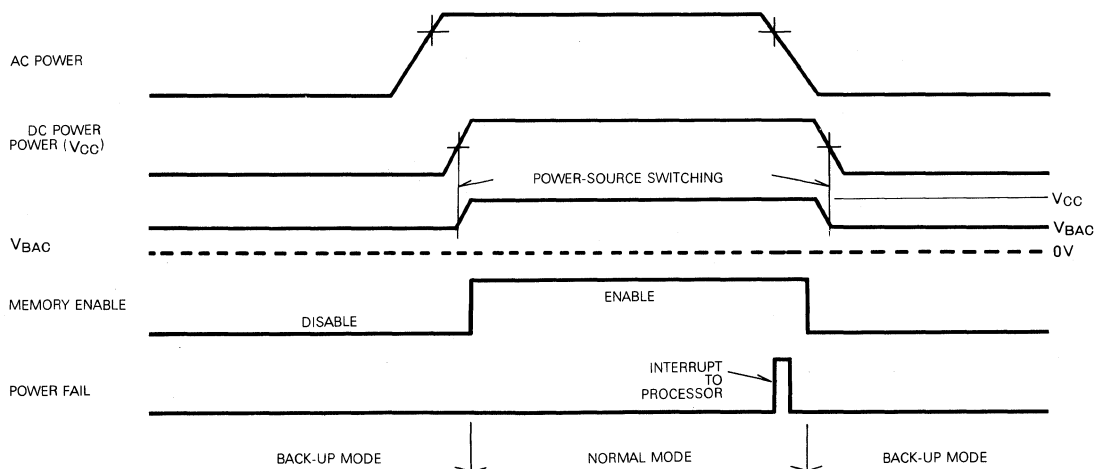 AC POWER
DC POWER
POWER (VCC)
POWER-SOURCE SWITCHING
VCC
VBAC
VBAC
0V
MEMORY ENABLE
ENABLE
DISABLE
INTERRUPT
TO
PROCESSOR
POWER FAIL
BACK-UP MODE
NORMAL MODE
BACK-UP MODE